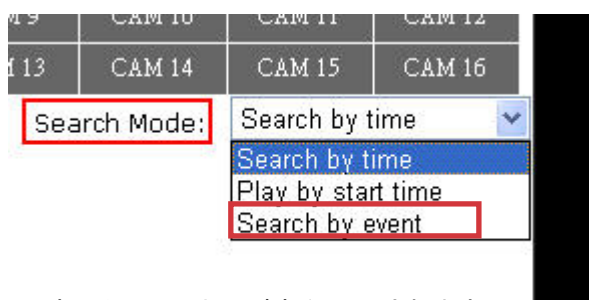 CAM 10 CAM 11 CAM 12
13 CAM 14 CAM 15 CAM 16
Search Mode: Search by time
Search by time
Play by start time
Search by event